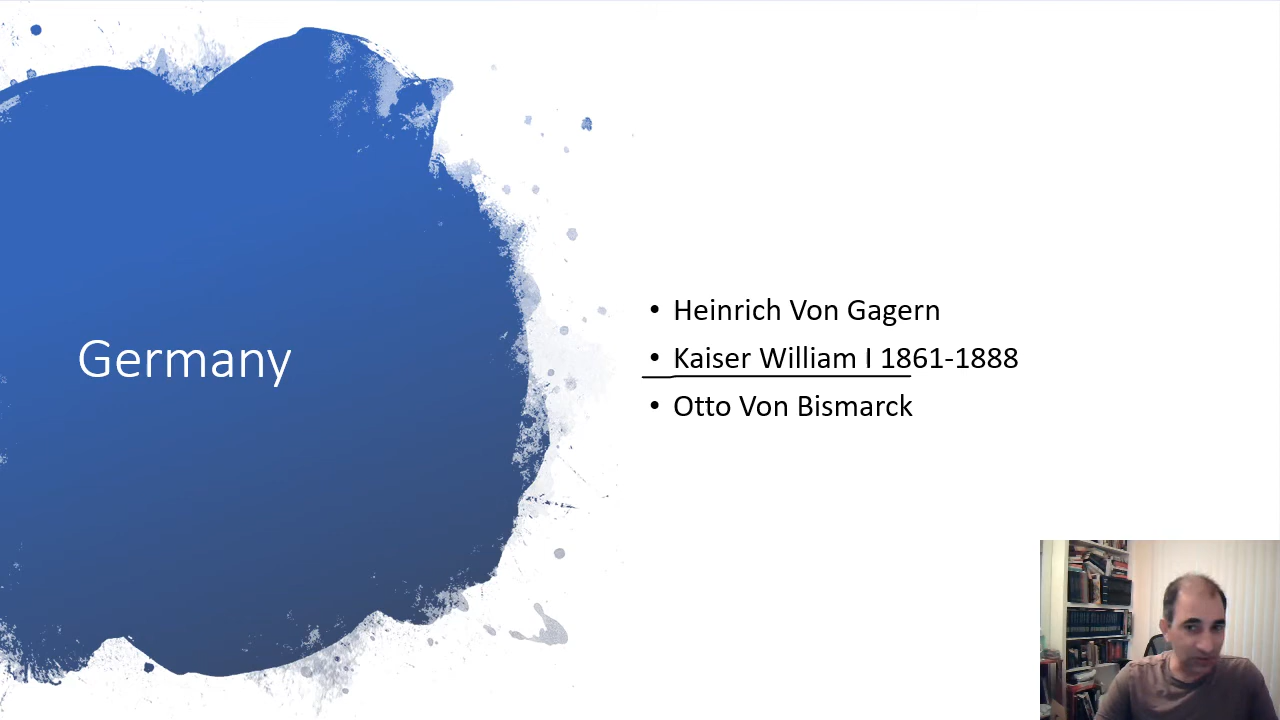 Germany
• Heinrich Von Gagern
• Kaiser William I 1861-1888
• Otto Von Bismarck